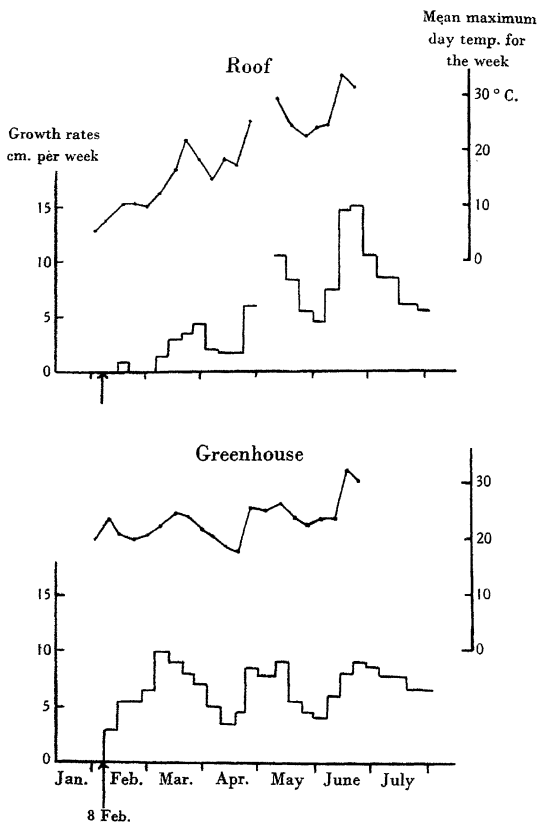 Mean maximum
day temp. for
the week
Roof
30 ° C.
Growth rates
cm. per week
20
15
10
10
0
5
0
Greenhouse
30
20
15
10
10
0
5
0
Jan. Feb. Mar. Apr. May June July
8 Feb.